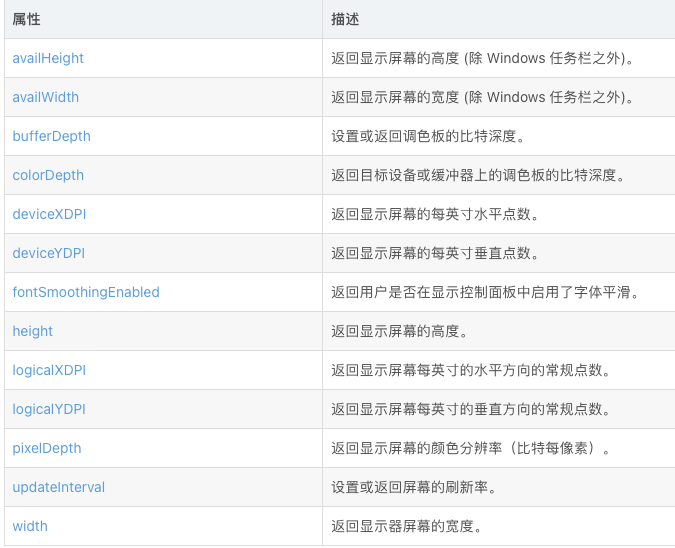 属性 描述
availHeight 返回显示屏幕的高度 (除 Windows 任务栏之外)。
availWidth 返回显示屏幕的宽度 (除 Windows 任务栏之外)。
bufferDepth 设置或返回调色板的比特深度。
colorDepth 返回目标设备或缓冲器上的调色板的比特深度。
deviceXDPI 返回显示屏幕的每英寸水平点数。
deviceYDPI 返回显示屏幕的每英寸垂直点数。
fontSmoothingEnabled 返回用户是否在显示控制面板中启用了字体平滑。
height 返回显示屏幕的高度。
logicalXDPI 返回显示屏幕每英寸的水平方向的常规点数。
logicalYDPI 返回显示屏幕每英寸的垂直方向的常规点数。
pixelDepth 返回显示屏幕的颜色分辨率（比特每像素）。
updateInterval 设置或返回屏幕的刷新率。
width 返回显示器屏幕的宽度。